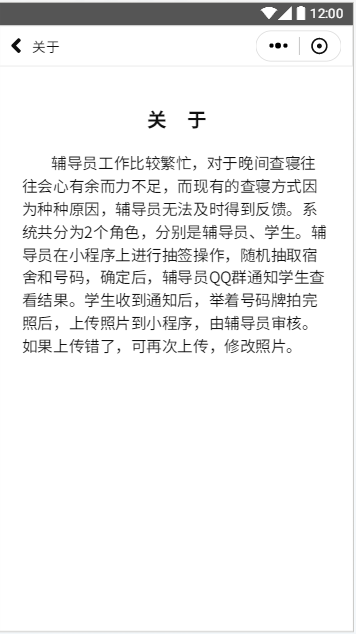 12:00
关于
关 于
辅导员工作比较繁忙，对于晚间查寝往
往会心有余而力不足，而现有的查寝方式因
为种种原因，辅导员无法及时得到反馈。系
统共分为2个角色，分别是辅导员、学生。辅
导员在小程序上进行抽签操作，随机抽取宿
舍和号码，确定后，辅导员QQ群通知学生查
看结果。学生收到通知后，举着号码牌拍完
照后，上传照片到小程序，由辅导员审核。
如果上传错了，可再次上传，修改照片。